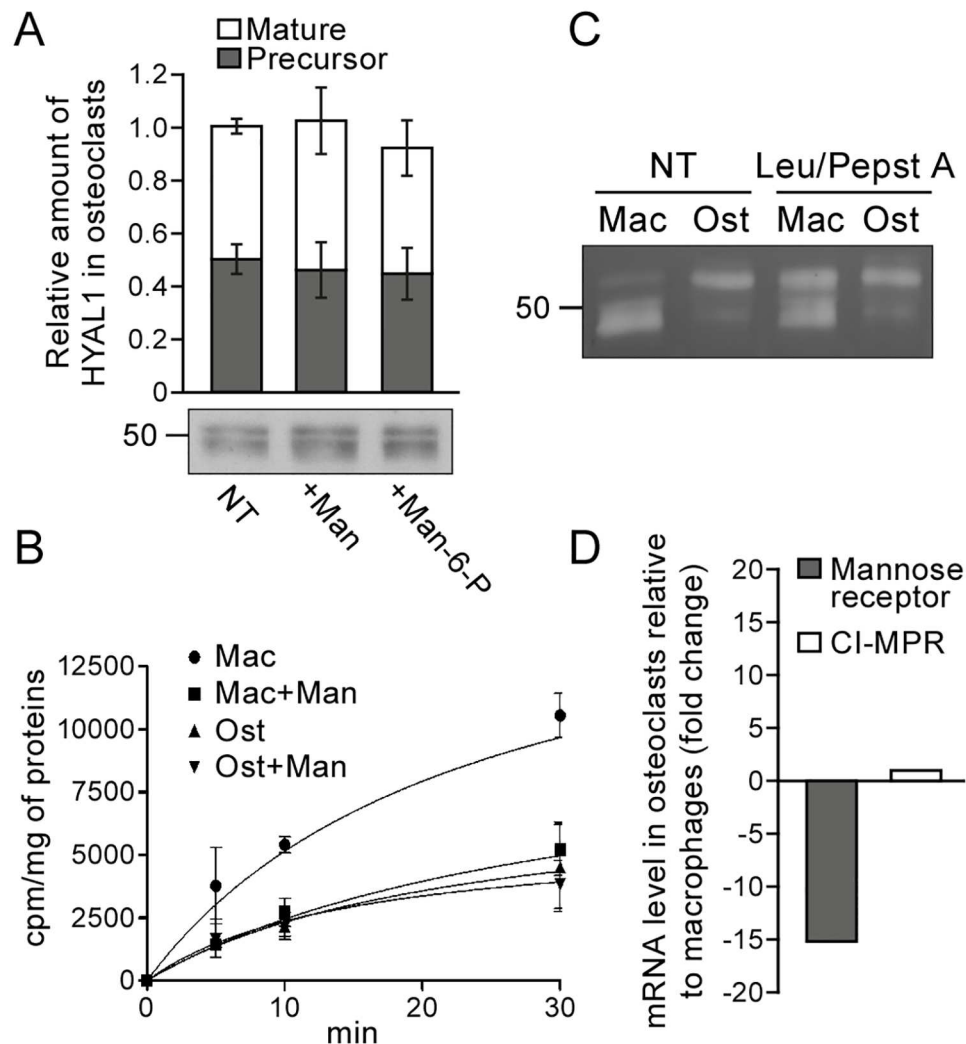 A
Mature
Precursor
Relative amount of
HYAL1 in osteoclasts
1.2
1.0
0.8
0.6
0.4
0.2
0
50
NT
+Man
+Man-6-P
C
NT
Leu/Pepst A
Mac Ost Mac Ost
50
B
cpm/mg of proteins
12500
10000
7500
5000
2500
0
Mac
Mac+Man
Ost
Ost+Man
0 10 20 30
min
D
mRNA level in osteoclasts relative
to macrophages (fold change)
20
15
10
5
0
-5
-10
-15
-20
Mannose
receptor
CI-MPR